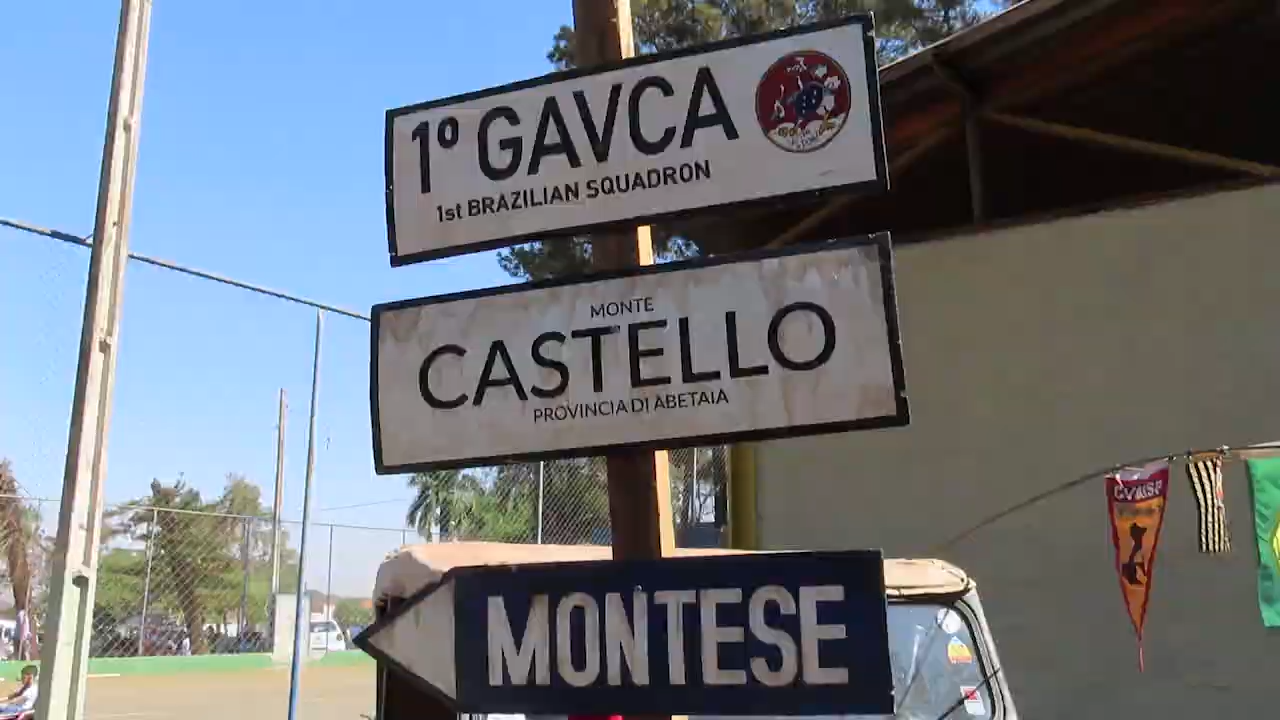 1º GAVCA
1st BRAZILIAN SQUADRON
MONTE
CASTELLO
PROVINCIA DI ABETAIA
MONTESE